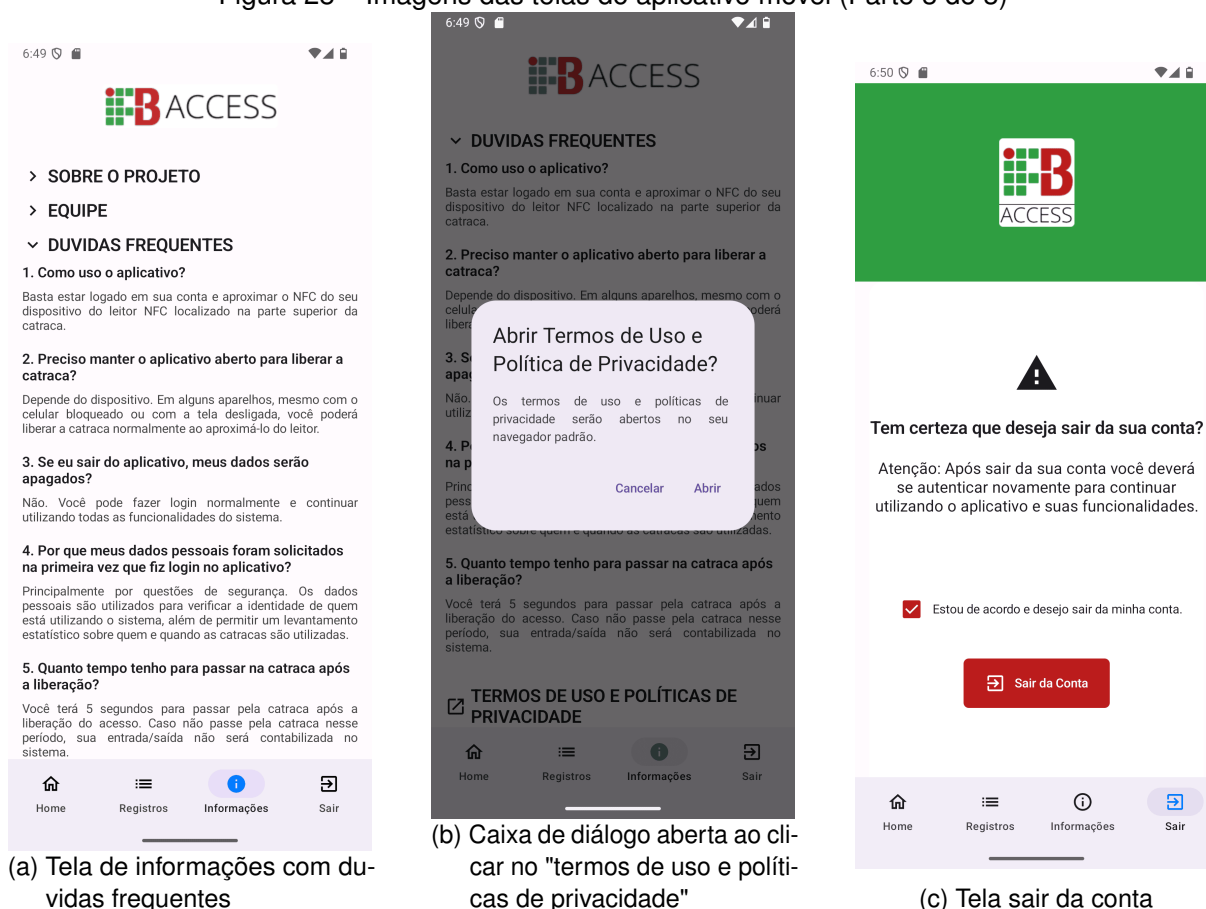 Figura 28 – Imagens das telas do aplicativo móvel (Parte 3 de 3)
6:49
B ACCESS
SOBRE O PROJETO
EQUIPE
DUVIDAS FREQUENTES
1. Como uso o aplicativo?
Basta estar logado em sua conta e aproximar o NFC do seu
dispositivo do leitor NFC localizado na parte superior da
catraca.
2. Preciso manter o aplicativo aberto para liberar a
catraca?
Depende do dispositivo. Em alguns aparelhos, mesmo com o
celular bloqueado ou com a tela desligada, você poderá
liberar a catraca normalmente ao aproximá-lo do leitor.
3. Se eu sair do aplicativo, meus dados serão
apagados?
Não. Você pode fazer login normalmente e continuar
utilizando todas as funcionalidades do sistema.
4. Por que meus dados pessoais foram solicitados
na primeira vez que fiz login no aplicativo?
Principalmente por questões de segurança. Os dados
pessoais são utilizados para verificar a identidade de quem
está utilizando o sistema, além de permitir um levantamento
estatístico sobre quem e quando as catracas são utilizadas.
5. Quanto tempo tenho para passar na catraca após
a liberação?
Você terá 5 segundos para passar pela catraca após a
liberação do acesso. Caso não passe pela catraca nesse
período, sua entrada/saída não será contabilizada no
sistema.
Home Registros Informações Sair
(a) Tela de informações com du-
vidas frequentes
6:49
B ACCESS
DUVIDAS FREQUENTES
1. Como uso o aplicativo?
Basta estar logado em sua conta e aproximar o NFC do seu
dispositivo do leitor NFC localizado na parte superior da
catraca.
2. Preciso manter o aplicativo aberto para liberar a
catraca?
Depende do dispositivo. Em alguns aparelhos, mesmo com o
Abrir Termos de Uso e
Política de Privacidade?
Os termos de uso e políticas de
privacidade serão abertos no seu
navegador padrão.
Cancelar Abrir
estatístico sobre quem e quando as catracas são utilizadas.
5. Quanto tempo tenho para passar na catraca após
a liberação?
Você terá 5 segundos para passar pela catraca após a
liberação do acesso. Caso não passe pela catraca nesse
período, sua entrada/saída não será contabilizada no
sistema.
TERMOS DE USO E POLÍTICAS DE
PRIVACIDADE
Home Registros Informações Sair
(b) Caixa de diálogo aberta ao cli-
car no "termos de uso e políti-
cas de privacidade"
6:50
B
ACCESS
Tem certeza que deseja sair da sua conta?
Atenção: Após sair da sua conta você deverá
se autenticar novamente para continuar
utilizando o aplicativo e suas funcionalidades.
Estou de acordo e desejo sair da minha conta.
Sair da Conta
Home Registros Informações Sair
(c) Tela sair da conta